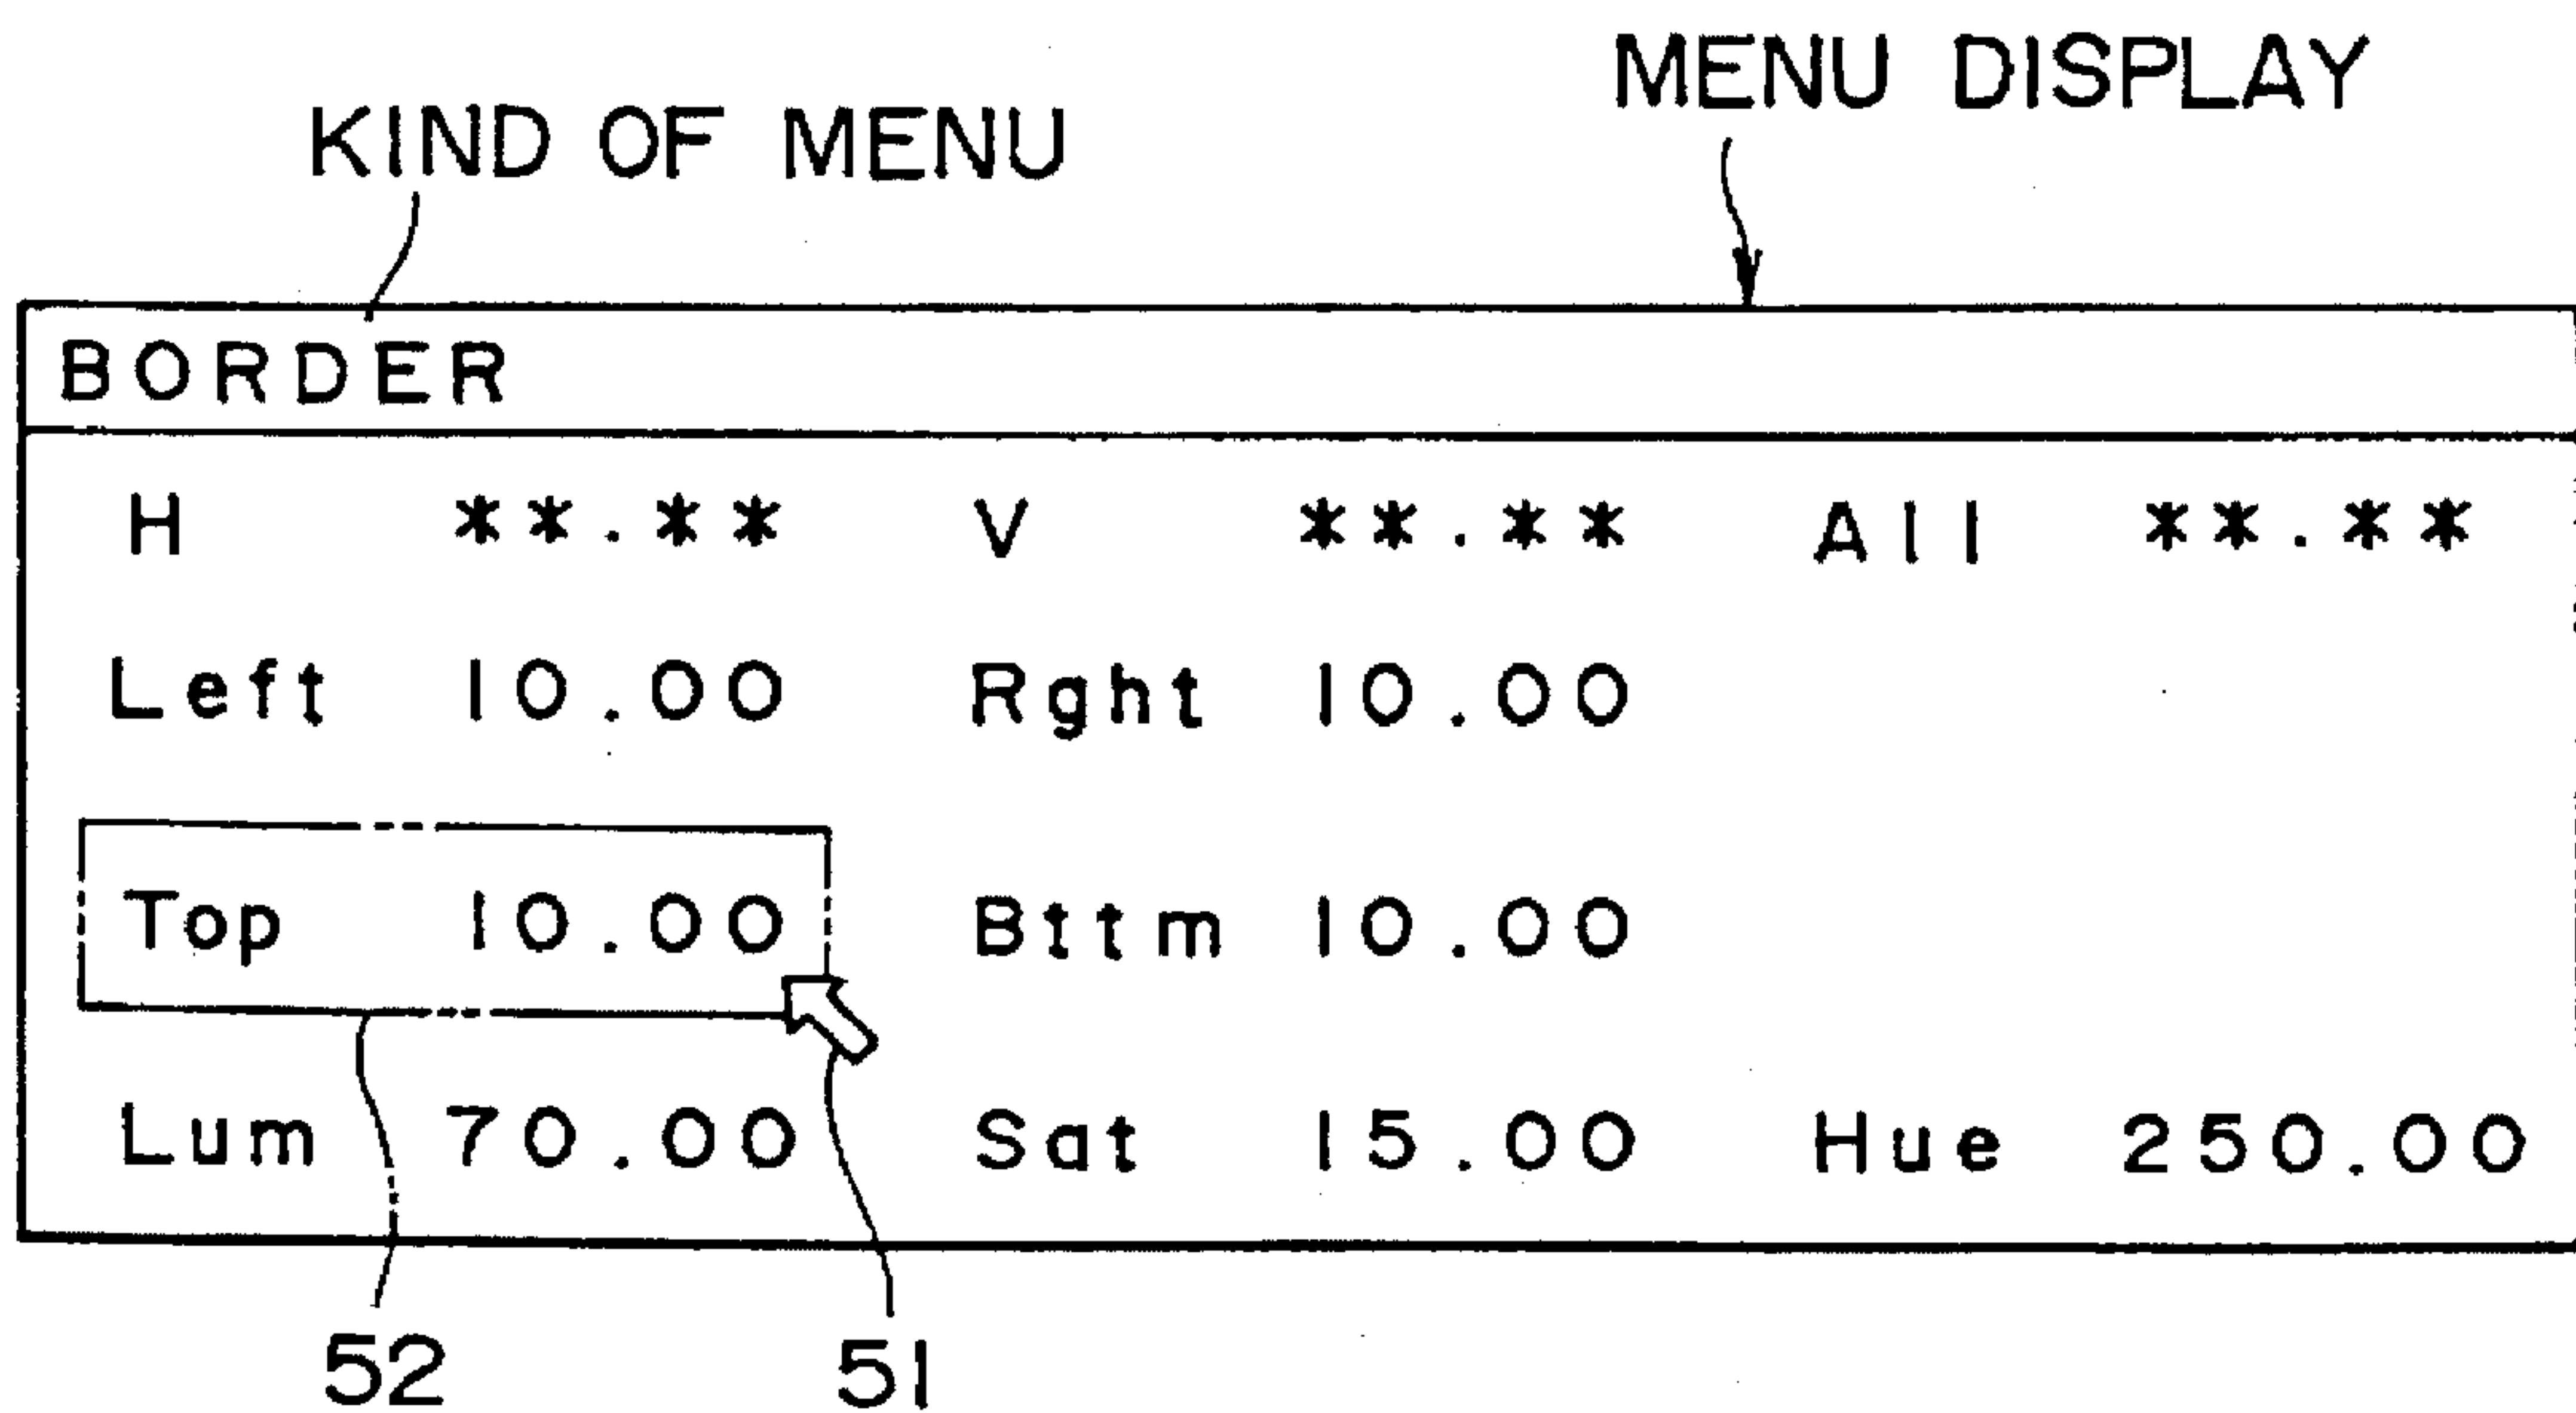 MENU DISPLAY
KIND OF MENU
BORDER
H **.** V **.** All **.**
Left 10.00 Rght 10.00
Top 10.00 Bttm 10.00
Lum 70.00 Sat 15.00 Hue 250.00
52 51